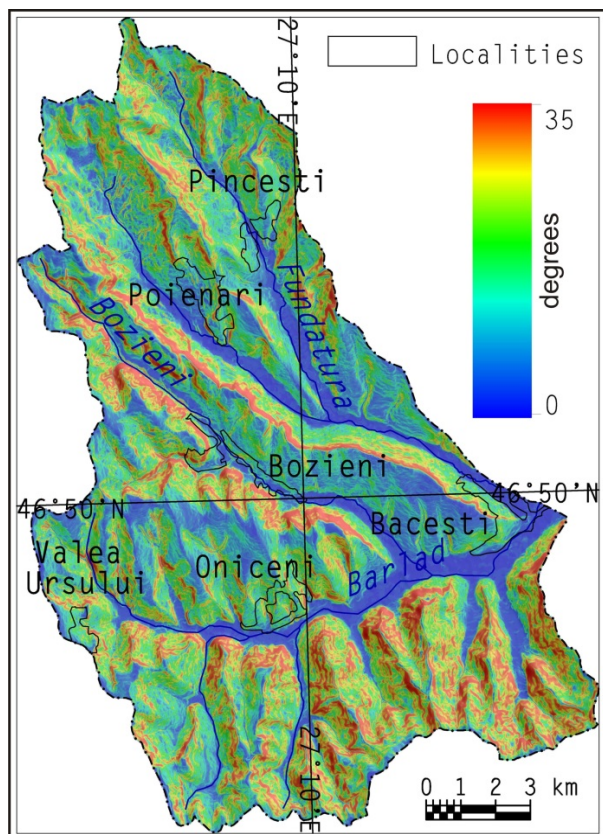 27°10'E
Localities
35
degrees
0
Pincesti
Fundatura
Poienari
Bozieni
Bozieni
46°50'N
46°50'N
Bacesti
Barlad
Valea
Ursului
Oniceni
27°10'E
0 1 2 3 km